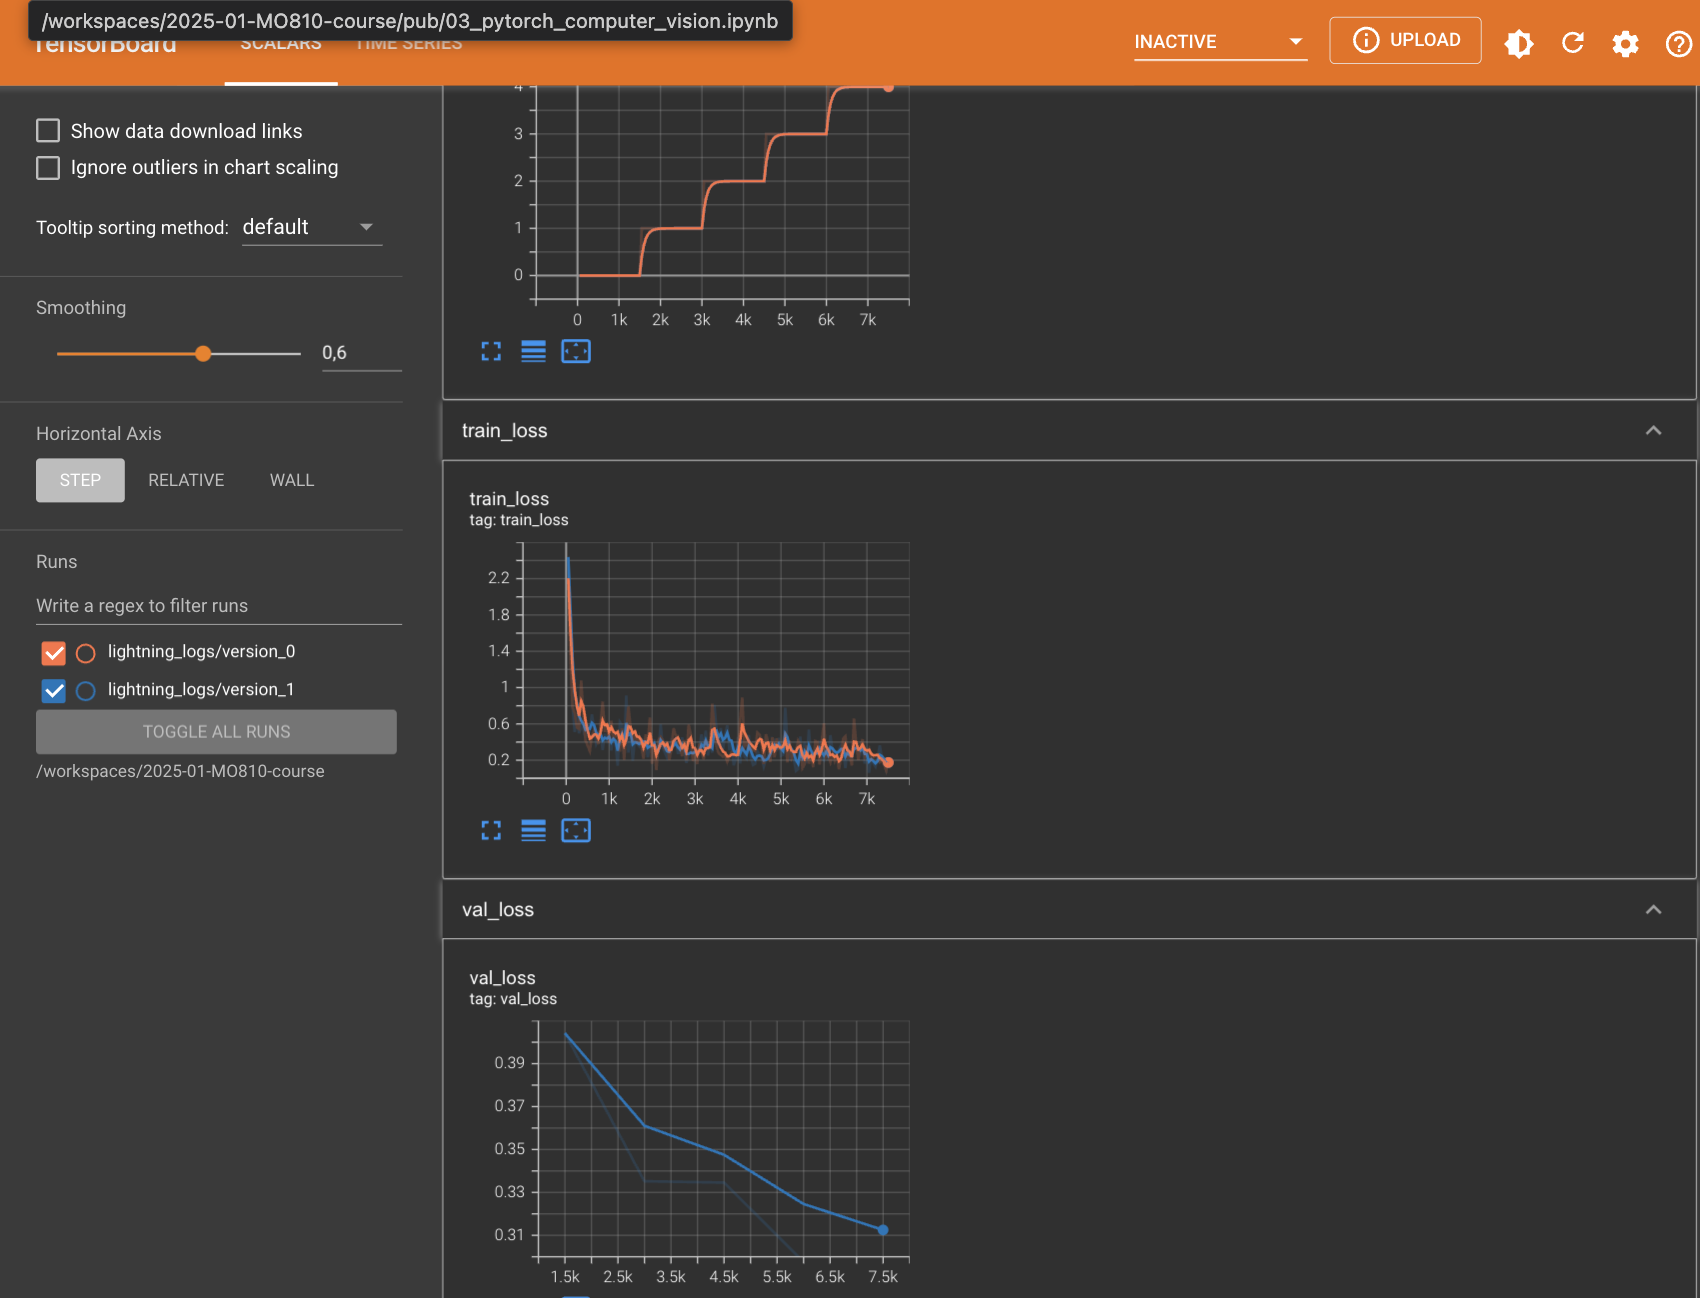 /workspaces/2025-01-MO810-course/pub/03_pytorch_computer_vision.ipynb
TensorBoard
SCALARS
TIME SERIES
INACTIVE
UPLOAD
Show data download links
Ignore outliers in chart scaling
Tooltip sorting method: default
Smoothing
0,6
Horizontal Axis
STEP RELATIVE WALL
Runs
Write a regex to filter runs
lightning_logs/version_0
lightning_logs/version_1
TOGGLE ALL RUNS
/workspaces/2025-01-MO810-course
4
3
2
1
0
0 1k 2k 3k 4k 5k 6k 7k
train_loss
train_loss
tag: train_loss
2.2
1.8
1.4
1
0.6
0.2
0 1k 2k 3k 4k 5k 6k 7k
val_loss
val_loss
tag: val_loss
0.39
0.37
0.35
0.33
0.31
1.5k 2.5k 3.5k 4.5k 5.5k 6.5k 7.5k